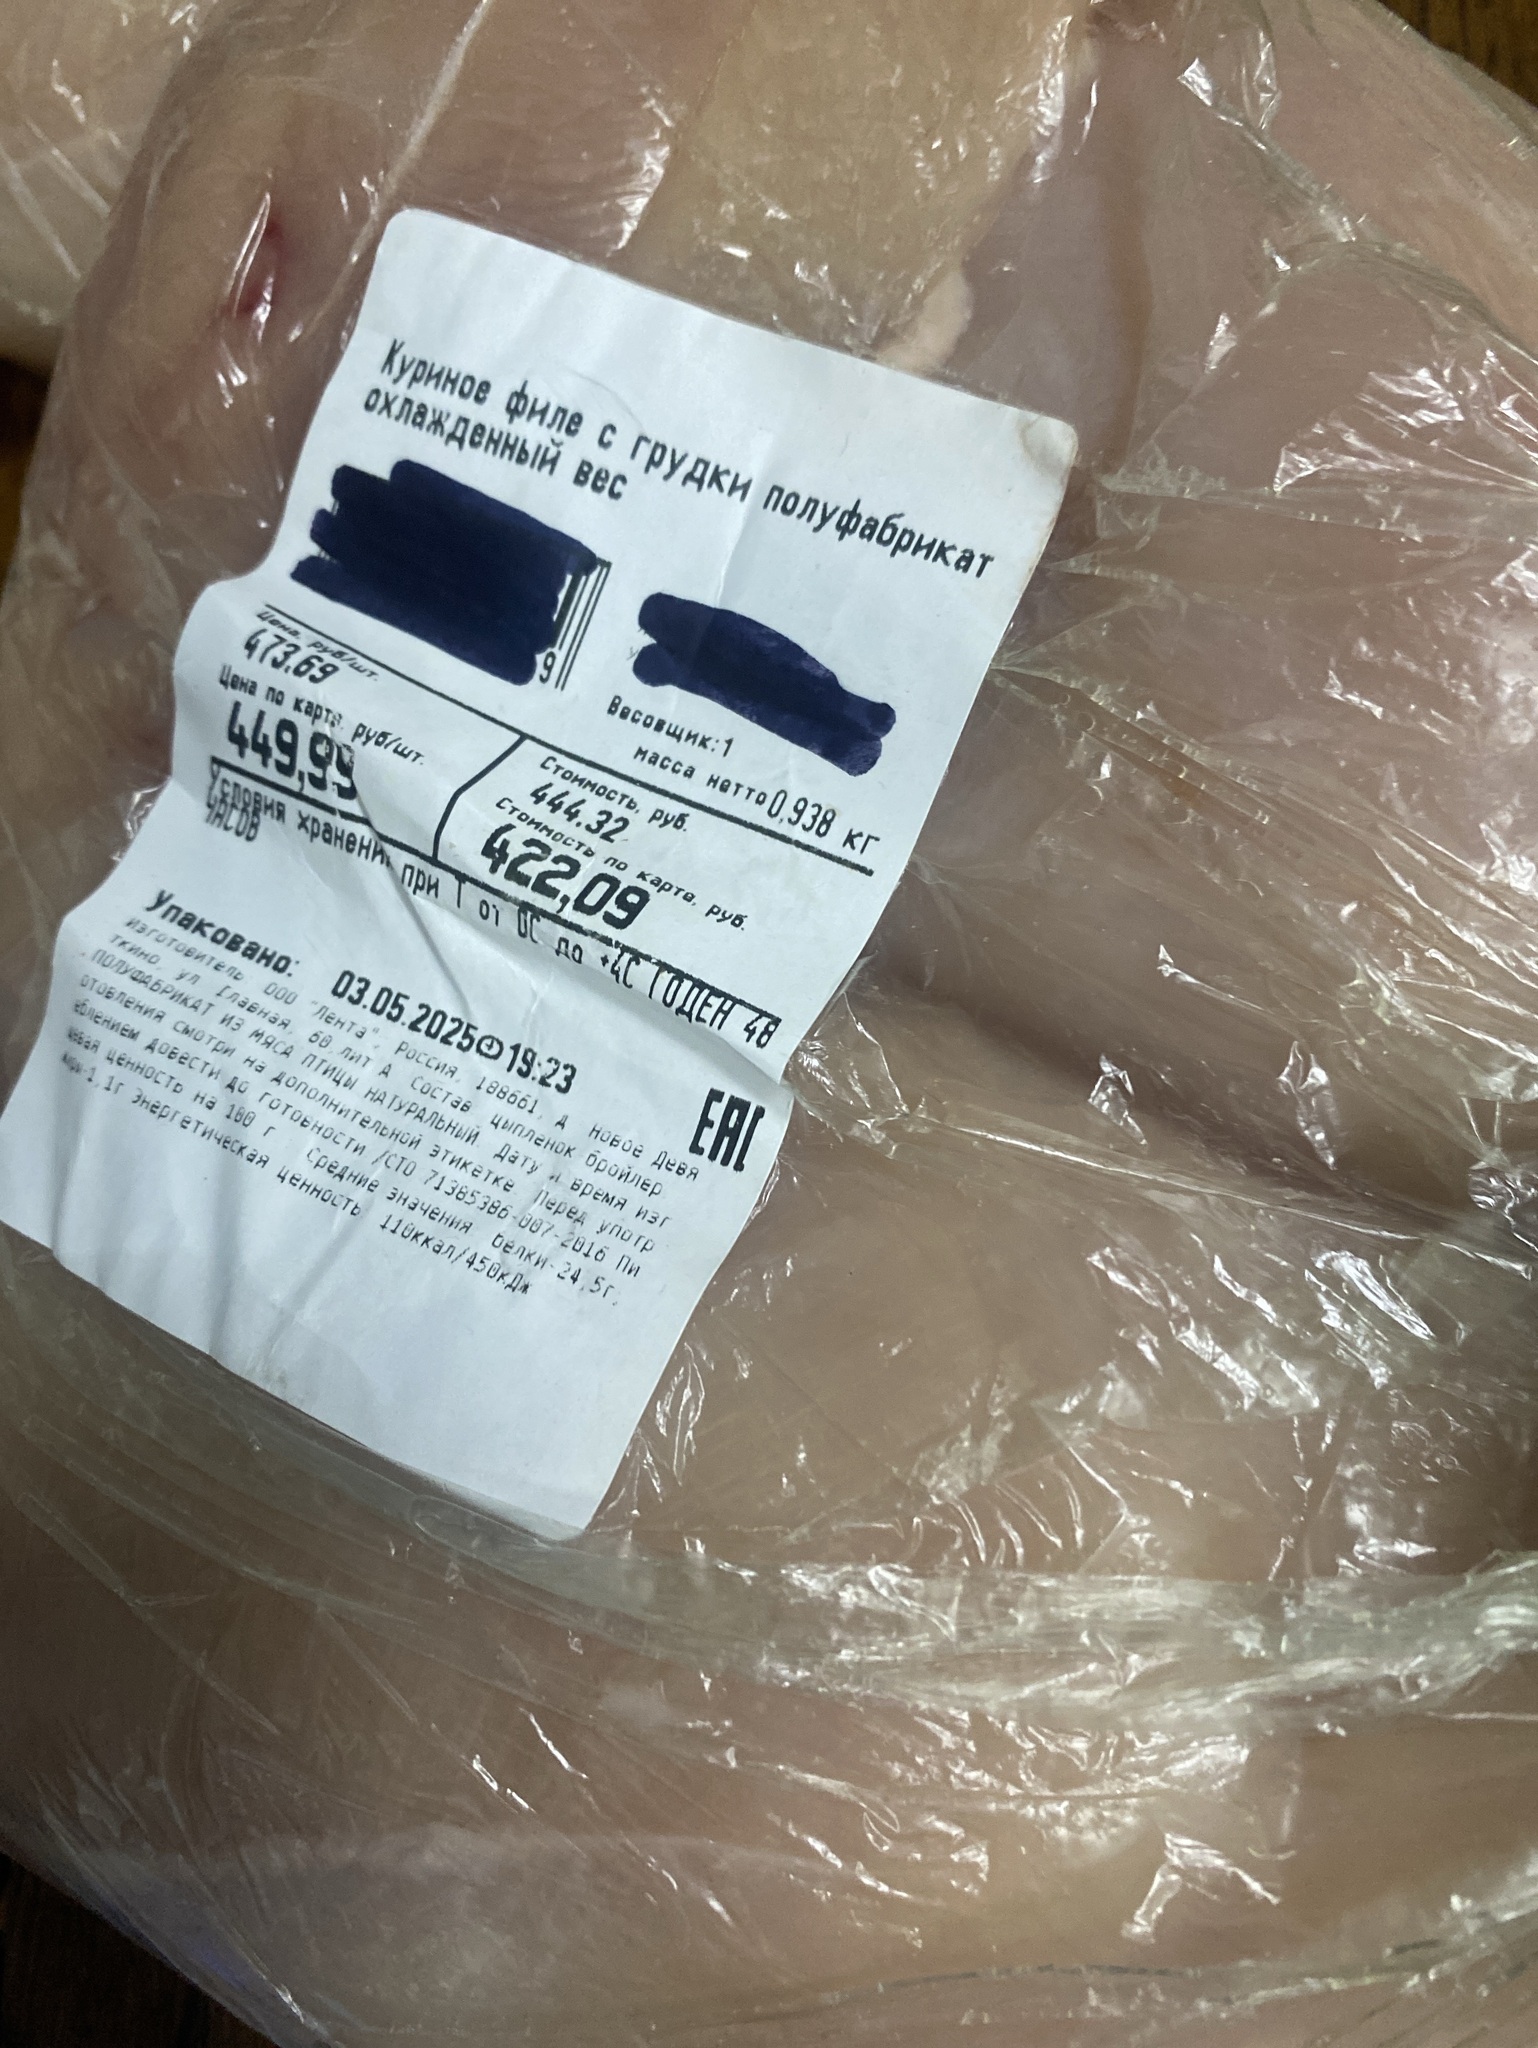 Куриное филе с грудки полуфабрикат
охлажденный вес
9
Весовщик:1
масса нетто 0,938 кг
Цена, руб/шт.
473.69
Цена по карте, руб/шт.
449,99
Стоимость, руб.
444.32
Стоимость по карте, руб.
422,09
Условия хранени при Т от 0С до +4С ГОДЕН 48
ЧАСОВ
Упаковано: 03.05.2025 19:23
Изготовитель ООО "Лента", Россия, 188661, д Новое Девя
ткино, ул Главная, 60 лит А Состав цыпленок бройлер
.ПОЛУФАБРИКАТ ИЗ МЯСА ПТИЦЫ НАТУРАЛЬНЫЙ Дату и время изг
отовления смотри на дополнительной этикетке Перед употр
еблением довести до готовности /СТО 71385386-007-2016 Пи
щевая ценность на 100 г Средние значения белки-24,5г,
жиры-1,1г Энергетическая ценность 110ккал/450кДж
ЕАС